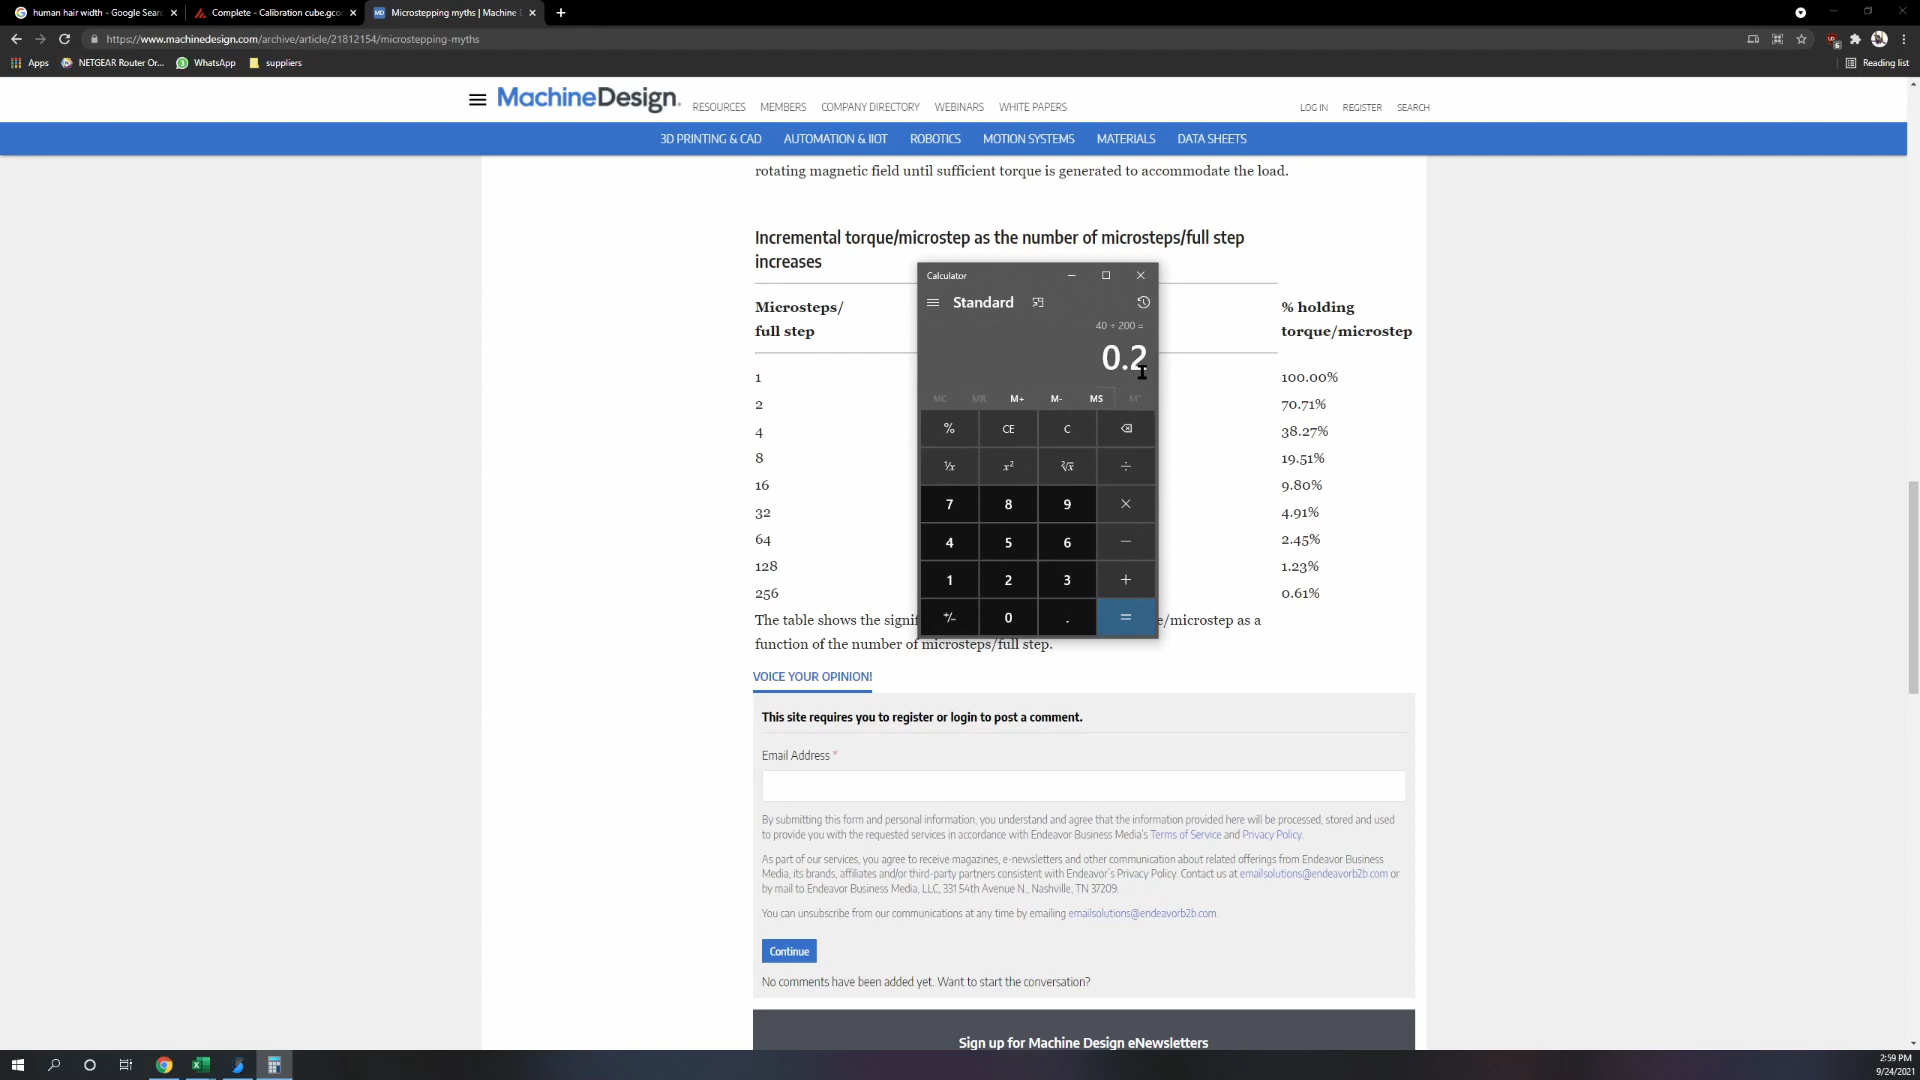 human hair width - Google Sear
Complete - Calibration cube.gco
Microstepping myths | Machine D
https://www.machinedesign.com/archive/article/21812154/microstepping-myths
6
Apps
NETGEAR Router Or...
WhatsApp
suppliers
Reading list
MachineDesign.
RESOURCES
MEMBERS
COMPANY DIRECTORY
WEBINARS
WHITE PAPERS
LOG IN
REGISTER
SEARCH
3D PRINTING & CAD
AUTOMATION & IIOT
ROBOTICS
MOTION SYSTEMS
MATERIALS
DATA SHEETS
rotating magnetic field until sufficient torque is generated to accommodate the load.
Incremental torque/microstep as the number of microsteps/full step
increases
Microsteps/
full step
% holding
torque/microstep
1
100.00%
2
70.71%
4
38.27%
8
19.51%
16
9.80%
32
4.91%
64
2.45%
128
1.23%
256
0.61%
The table shows the signif
e/microstep as a
function of the number of microsteps/full step.
Calculator
Standard
40 ÷ 200 =
0.2
MC MR M+ M- MS M˅
% CE C
¹/x x² ²√x ÷
7 8 9 ×
4 5 6 −
1 2 3 +
+/− 0 . =
VOICE YOUR OPINION!
This site requires you to register or login to post a comment.
Email Address *
By submitting this form and personal information, you understand and agree that the information provided here will be processed, stored and used
to provide you with the requested services in accordance with Endeavor Business Media's Terms of Service and Privacy Policy.
As part of our services, you agree to receive magazines, e-newsletters and other communication about related offerings from Endeavor Business
Media, its brands, affiliates and/or third-party partners consistent with Endeavor's Privacy Policy. Contact us at emailsolutions@endeavorb2b.com or
by mail to Endeavor Business Media, LLC, 331 54th Avenue N., Nashville, TN 37209.
You can unsubscribe from our communications at any time by emailing emailsolutions@endeavorb2b.com.
Continue
No comments have been added yet. Want to start the conversation?
Sign up for Machine Design eNewsletters
2:59 PM
9/24/2021